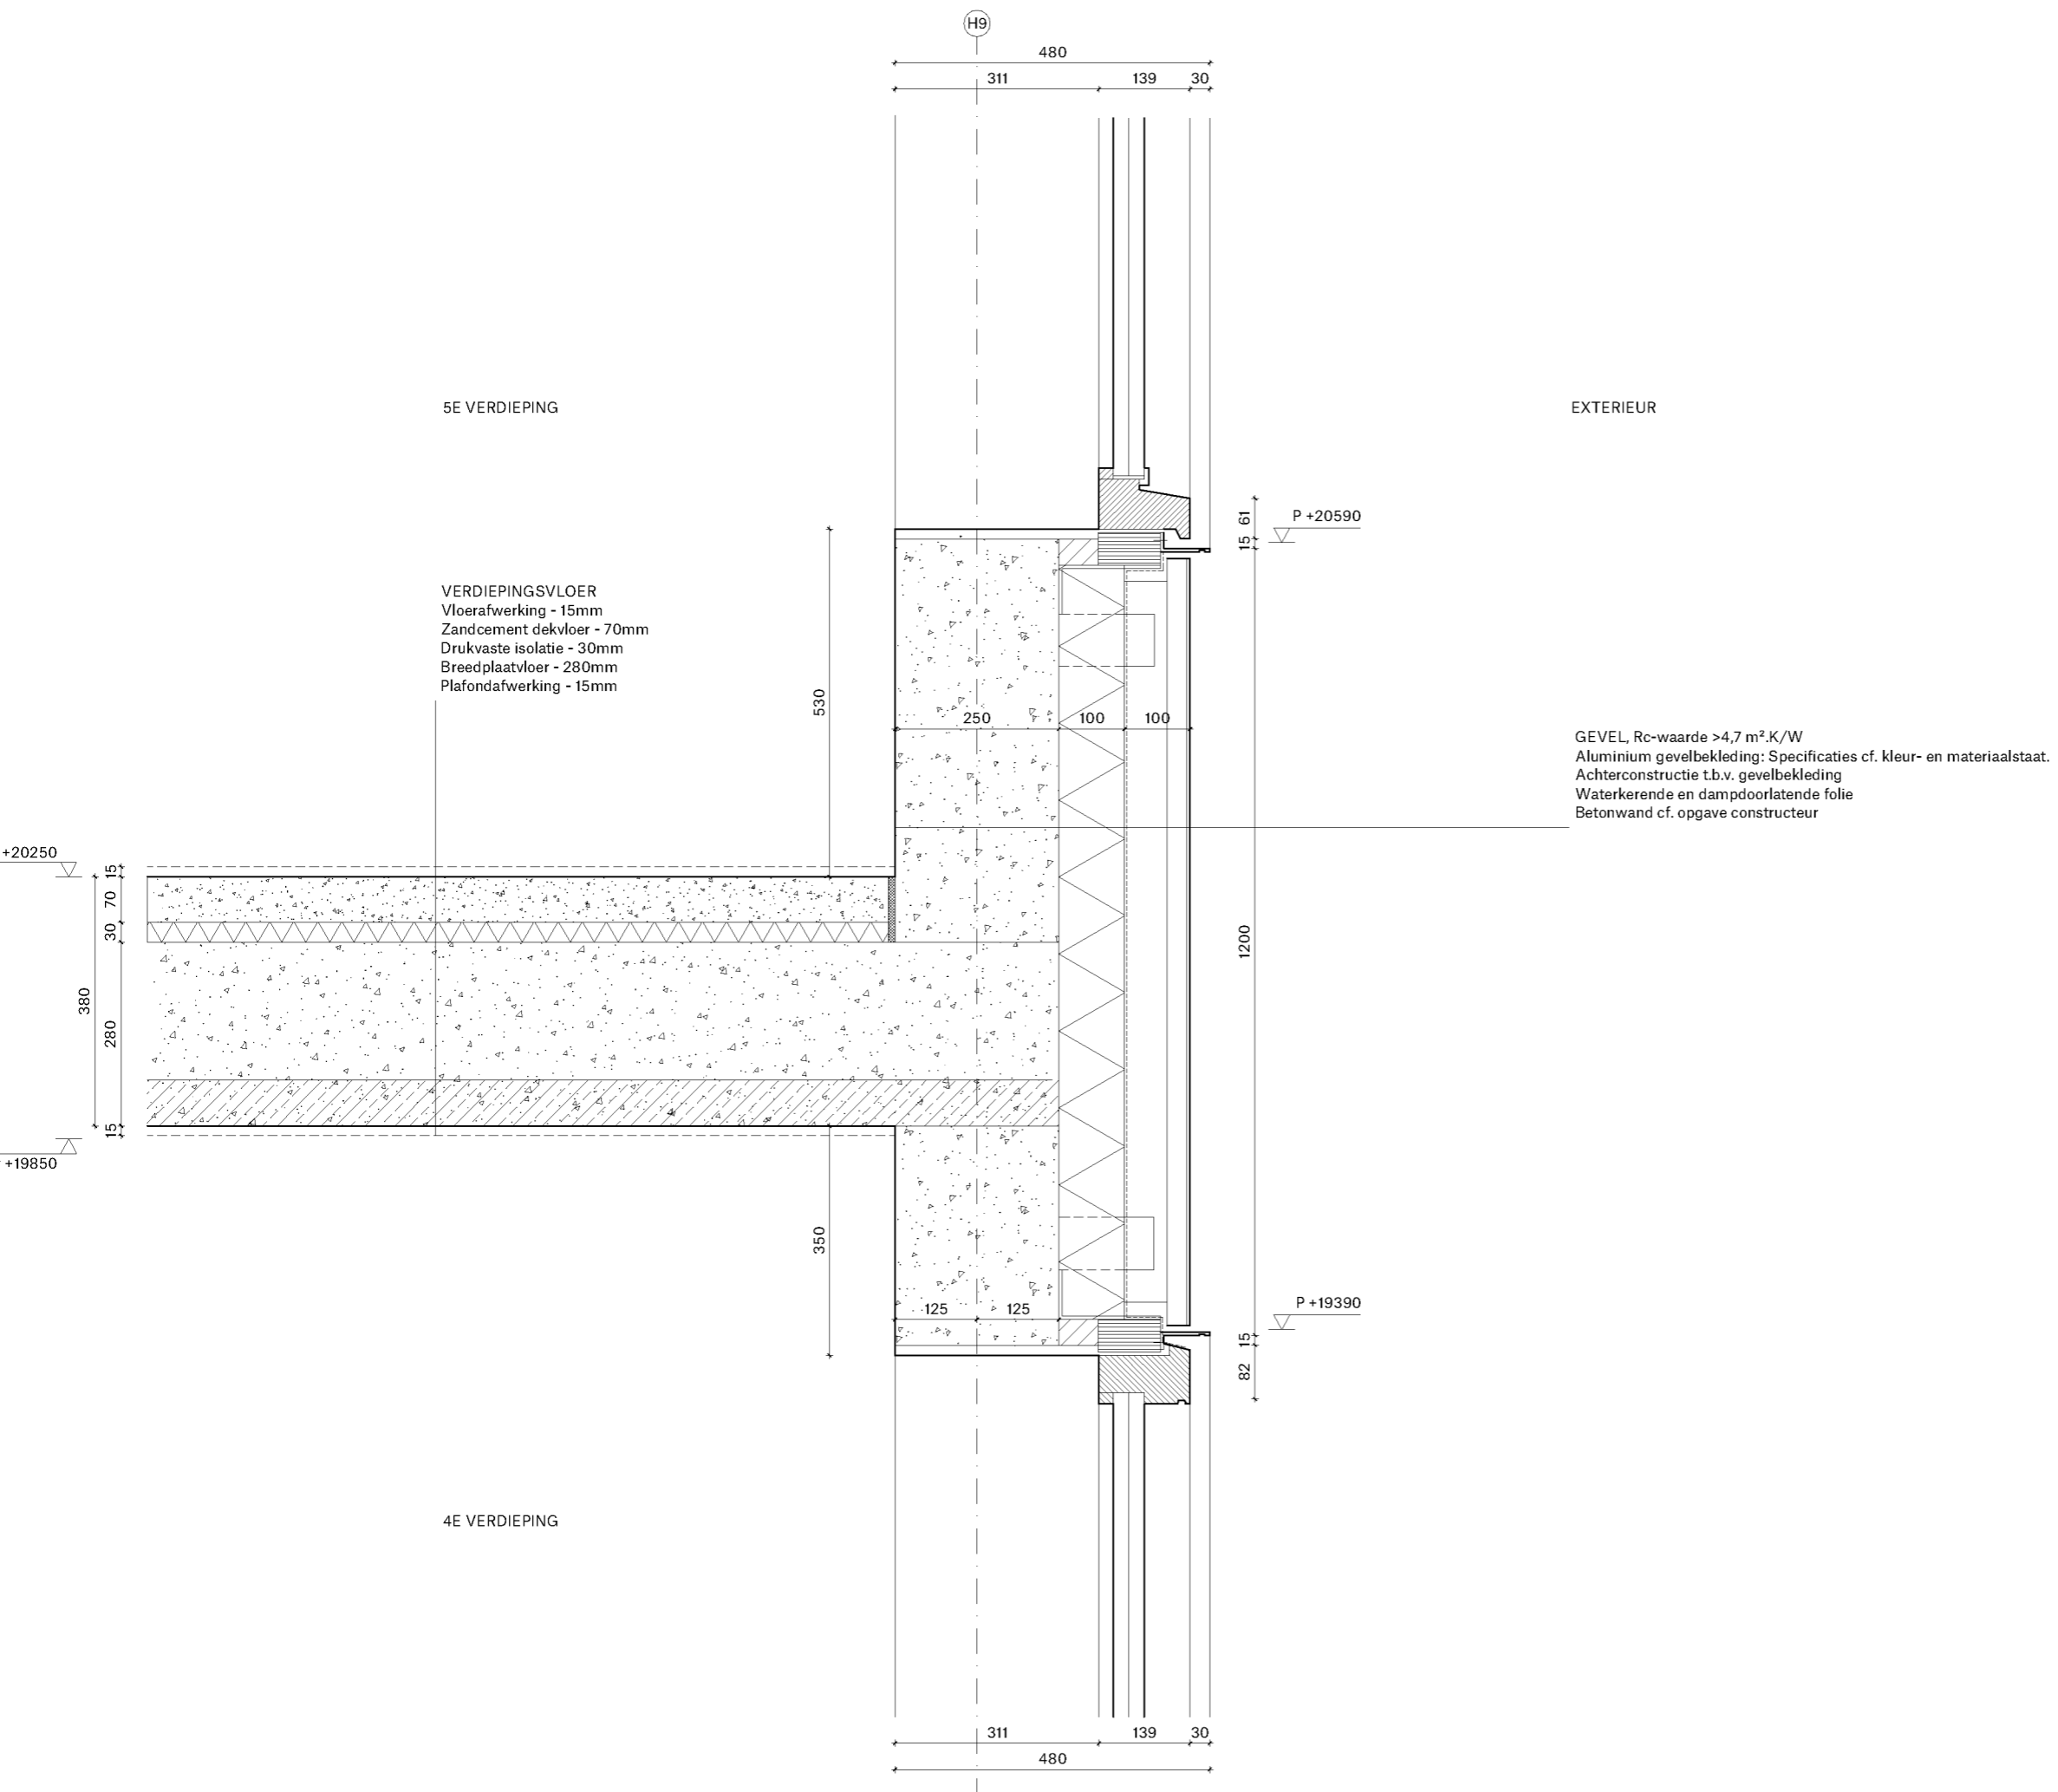 H9
480
311 139 30
5E VERDIEPING
EXTERIEUR
61
P +20590
15
VERDIEPINGSVLOER
Vloerafwerking - 15mm
Zandcement dekvloer - 70mm
Drukvaste isolatie - 30mm
Breedplaatvloer - 280mm
Plafondafwerking - 15mm
530
250 100 100
GEVEL, Rc-waarde >4,7 m².K/W
Aluminium gevelbekleding: Specificaties cf. kleur- en materiaalstaat.
Achterconstructie t.b.v. gevelbekleding
Waterkerende en dampdoorlatende folie
Betonwand cf. opgave constructeur
+20250
15
70
30
1200
380
280
15
+19850
350
125 125
P +19390
15
82
4E VERDIEPING
311 139 30
480